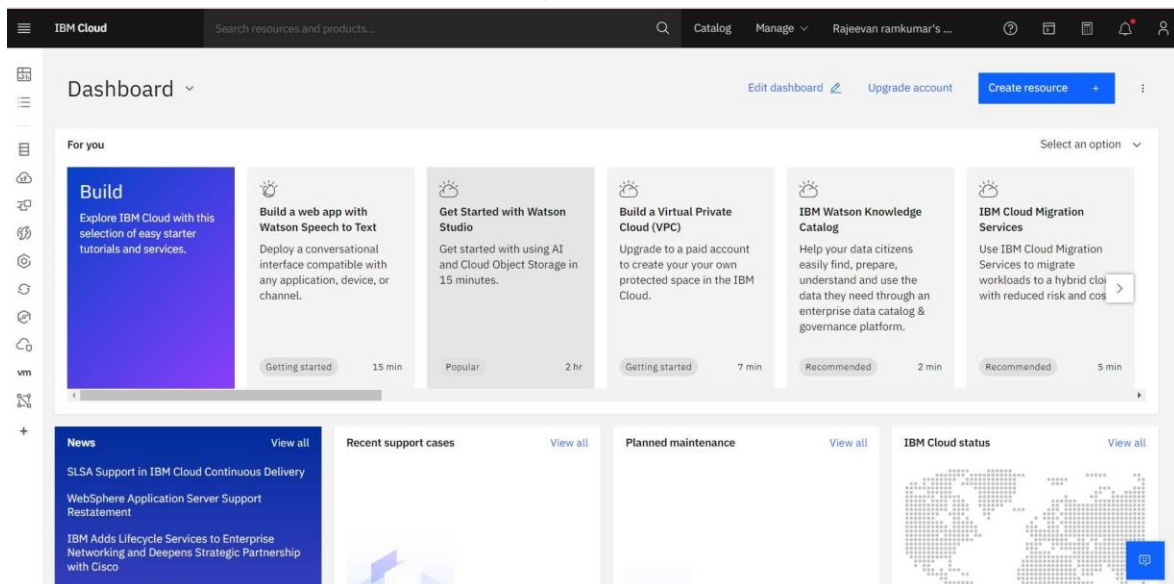 IBM Cloud
Search resources and products...
Catalog
Manage
Rajeevan ramkumar's ...
Dashboard
Edit dashboard
Upgrade account
Create resource +
For you
Select an option
Build
Explore IBM Cloud with this
selection of easy starter
tutorials and services.
Build a web app with
Watson Speech to Text
Deploy a conversational
interface compatible with
any application, device, or
channel.
Getting started
15 min
Get Started with Watson
Studio
Get started with using AI
and Cloud Object Storage in
15 minutes.
Popular
2 hr
Build a Virtual Private
Cloud (VPC)
Upgrade to a paid account
to create your your own
protected space in the IBM
Cloud.
Getting started
7 min
IBM Watson Knowledge
Catalog
Help your data citizens
easily find, prepare,
understand and use the
data they need through an
enterprise data catalog &
governance platform.
Recommended
2 min
IBM Cloud Migration
Services
Use IBM Cloud Migration
Services to migrate
workloads to a hybrid clo
with reduced risk and cos
Recommended
5 min
vm
News
View all
SLSA Support in IBM Cloud Continuous Delivery
WebSphere Application Server Support
Restatement
IBM Adds Lifecycle Services to Enterprise
Networking and Deepens Strategic Partnership
with Cisco
Recent support cases
View all
Planned maintenance
View all
IBM Cloud status
View all